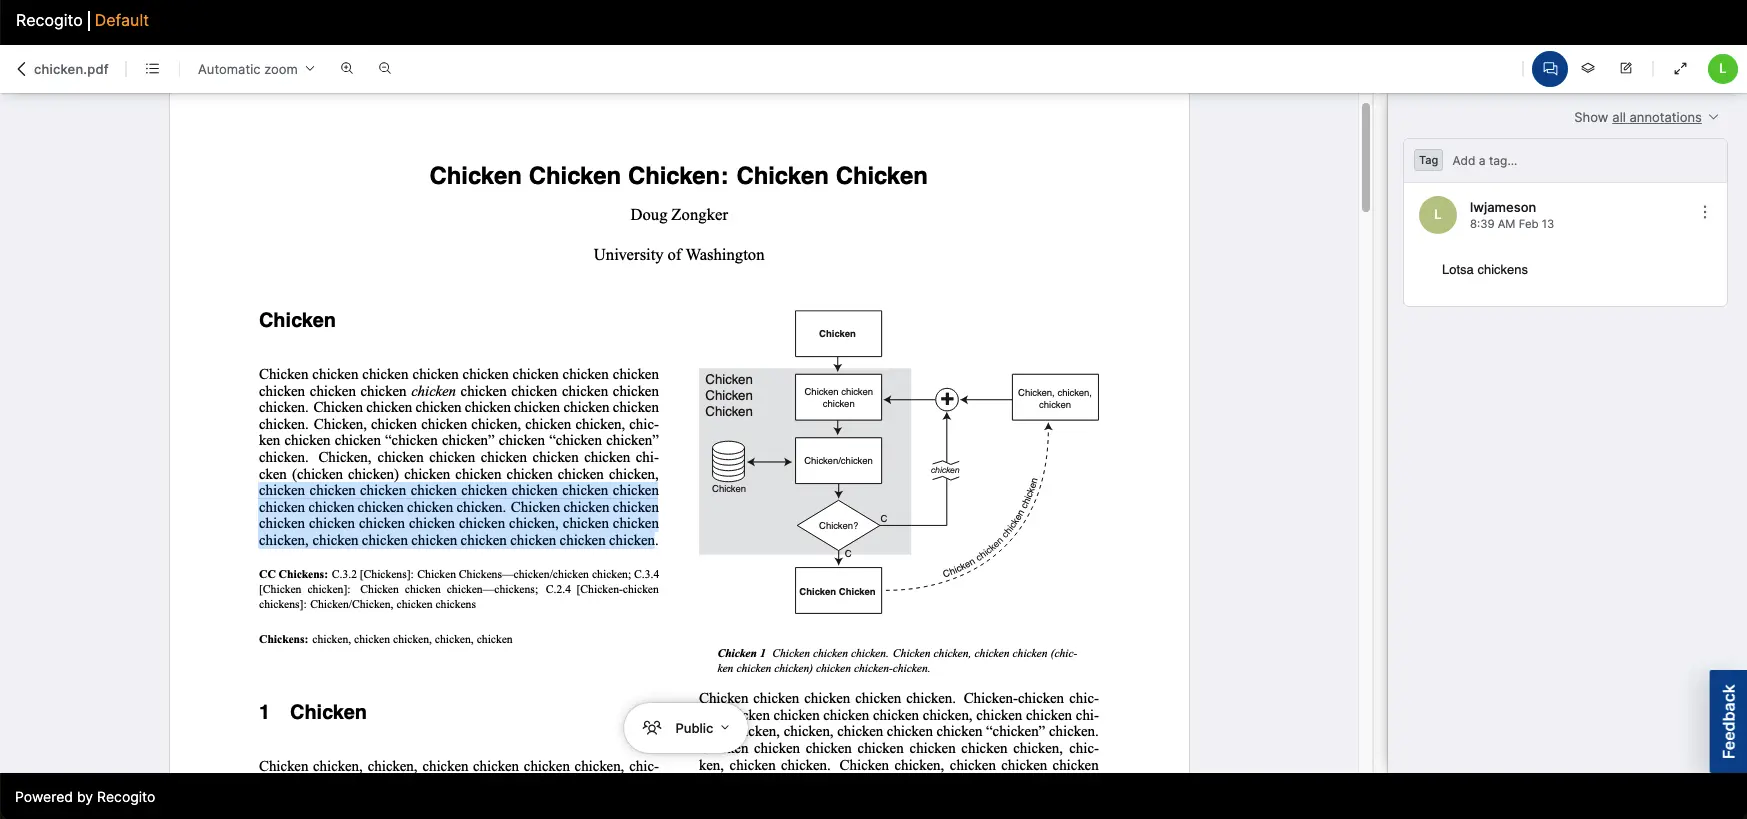 Recogito | Default
chicken.pdf
Automatic zoom
L
Show all annotations
Tag Add a tag...
L
lwjameson
8:39 AM Feb 13
Lotsa chickens
Chicken Chicken Chicken: Chicken Chicken
Doug Zongker
University of Washington
Chicken
Chicken chicken chicken chicken chicken chicken chicken chicken
chicken chicken chicken chicken chicken chicken chicken chicken
chicken. Chicken chicken chicken chicken chicken chicken chicken
chicken. Chicken, chicken chicken chicken, chicken chicken, chic-
ken chicken chicken “chicken chicken” chicken “chicken chicken”
chicken. Chicken, chicken chicken chicken chicken chicken chi-
cken (chicken chicken) chicken chicken chicken chicken chicken,
chicken chicken chicken chicken chicken chicken chicken chicken
chicken chicken chicken chicken chicken. Chicken chicken chicken
chicken chicken chicken chicken chicken chicken, chicken chicken
chicken, chicken chicken chicken chicken chicken chicken chicken.
CC Chickens: C.3.2 [Chickens]: Chicken Chickens—chicken/chicken chicken; C.3.4
[Chicken chicken]: Chicken chicken chicken—chickens; C.2.4 [Chicken-chicken
chickens]: Chicken/Chicken, chicken chickens
Chickens: chicken, chicken chicken, chicken, chicken
1 Chicken
Chicken chicken, chicken, chicken chicken chicken chicken, chic-
Chicken
Chicken
Chicken
Chicken
Chicken chicken
chicken
Chicken, chicken,
chicken
Chicken/chicken
Chicken
chicken
Chicken?
C
C
Chicken chicken chicken chicken chicken
Chicken Chicken
Chicken 1 Chicken chicken chicken. Chicken chicken, chicken chicken (chic-
ken chicken chicken) chicken chicken-chicken.
Chicken chicken chicken chicken chicken. Chicken-chicken chic-
cken chicken chicken chicken chicken, chicken chicken chi-
cken, chicken, chicken chicken chicken “chicken” chicken.
en chicken chicken chicken chicken chicken chicken, chic-
ken, chicken chicken. Chicken chicken, chicken chicken chicken
Public
Feedback
Powered by Recogito